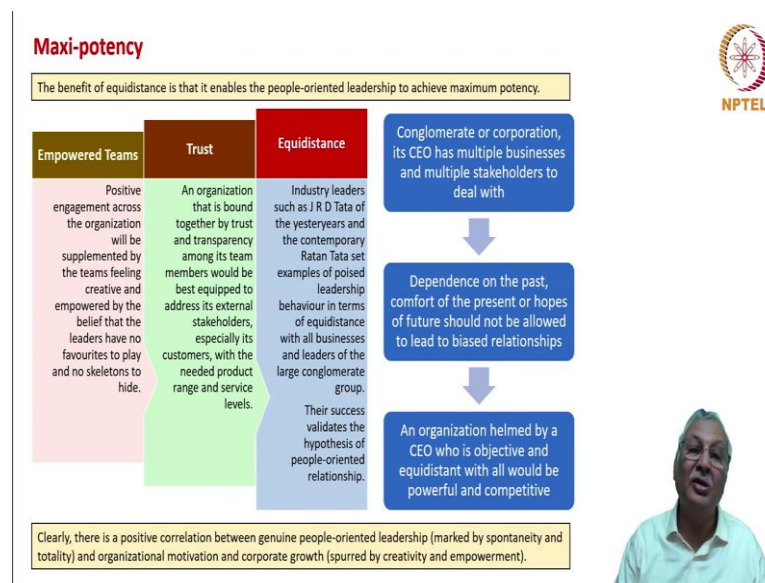 Maxi-potency
NPTEL
The benefit of equidistance is that it enables the people-oriented leadership to achieve maximum potency.
Empowered Teams
Positive
engagement across
the organization
will be
supplemented by
the teams feeling
creative and
empowered by the
belief that the
leaders have no
favourites to play
and no skeletons to
hide.
Trust
An organization
that is bound
together by trust
and transparency
among its team
members would be
best equipped to
address its external
stakeholders,
especially its
customers, with the
needed product
range and service
levels.
Equidistance
Industry leaders
such as J R D Tata of
the yesteryears and
the contemporary
Ratan Tata set
examples of poised
leadership
behaviour in terms
of equidistance
with all businesses
and leaders of the
large conglomerate
group.
Their success
validates the
hypothesis of
people-oriented
relationship.
Conglomerate or corporation,
its CEO has multiple businesses
and multiple stakeholders to
deal with
Dependence on the past,
comfort of the present or hopes
of future should not be allowed
to lead to biased relationships
An organization helmed by a
CEO who is objective and
equidistant with all would be
powerful and competitive
Clearly, there is a positive correlation between genuine people-oriented leadership (marked by spontaneity and
totality) and organizational motivation and corporate growth (spurred by creativity and empowerment).